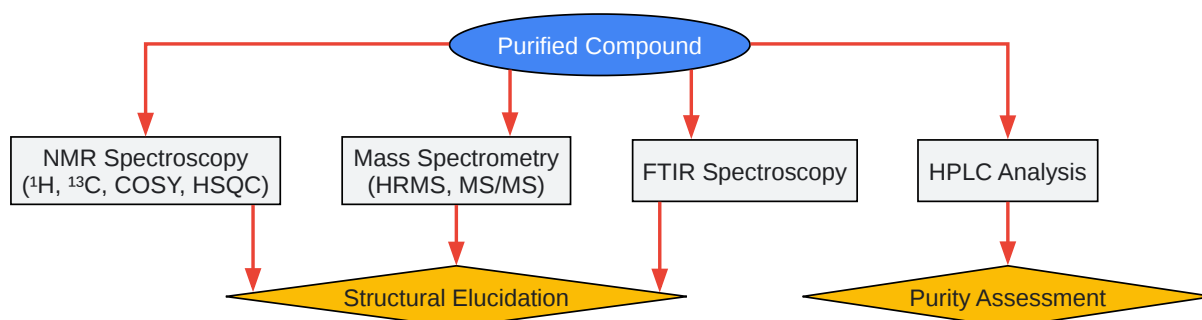 Purified Compound
NMR Spectroscopy
(¹H, ¹³C, COSY, HSQC)
Mass Spectrometry
(HRMS, MS/MS)
FTIR Spectroscopy
HPLC Analysis
Structural Elucidation
Purity Assessment